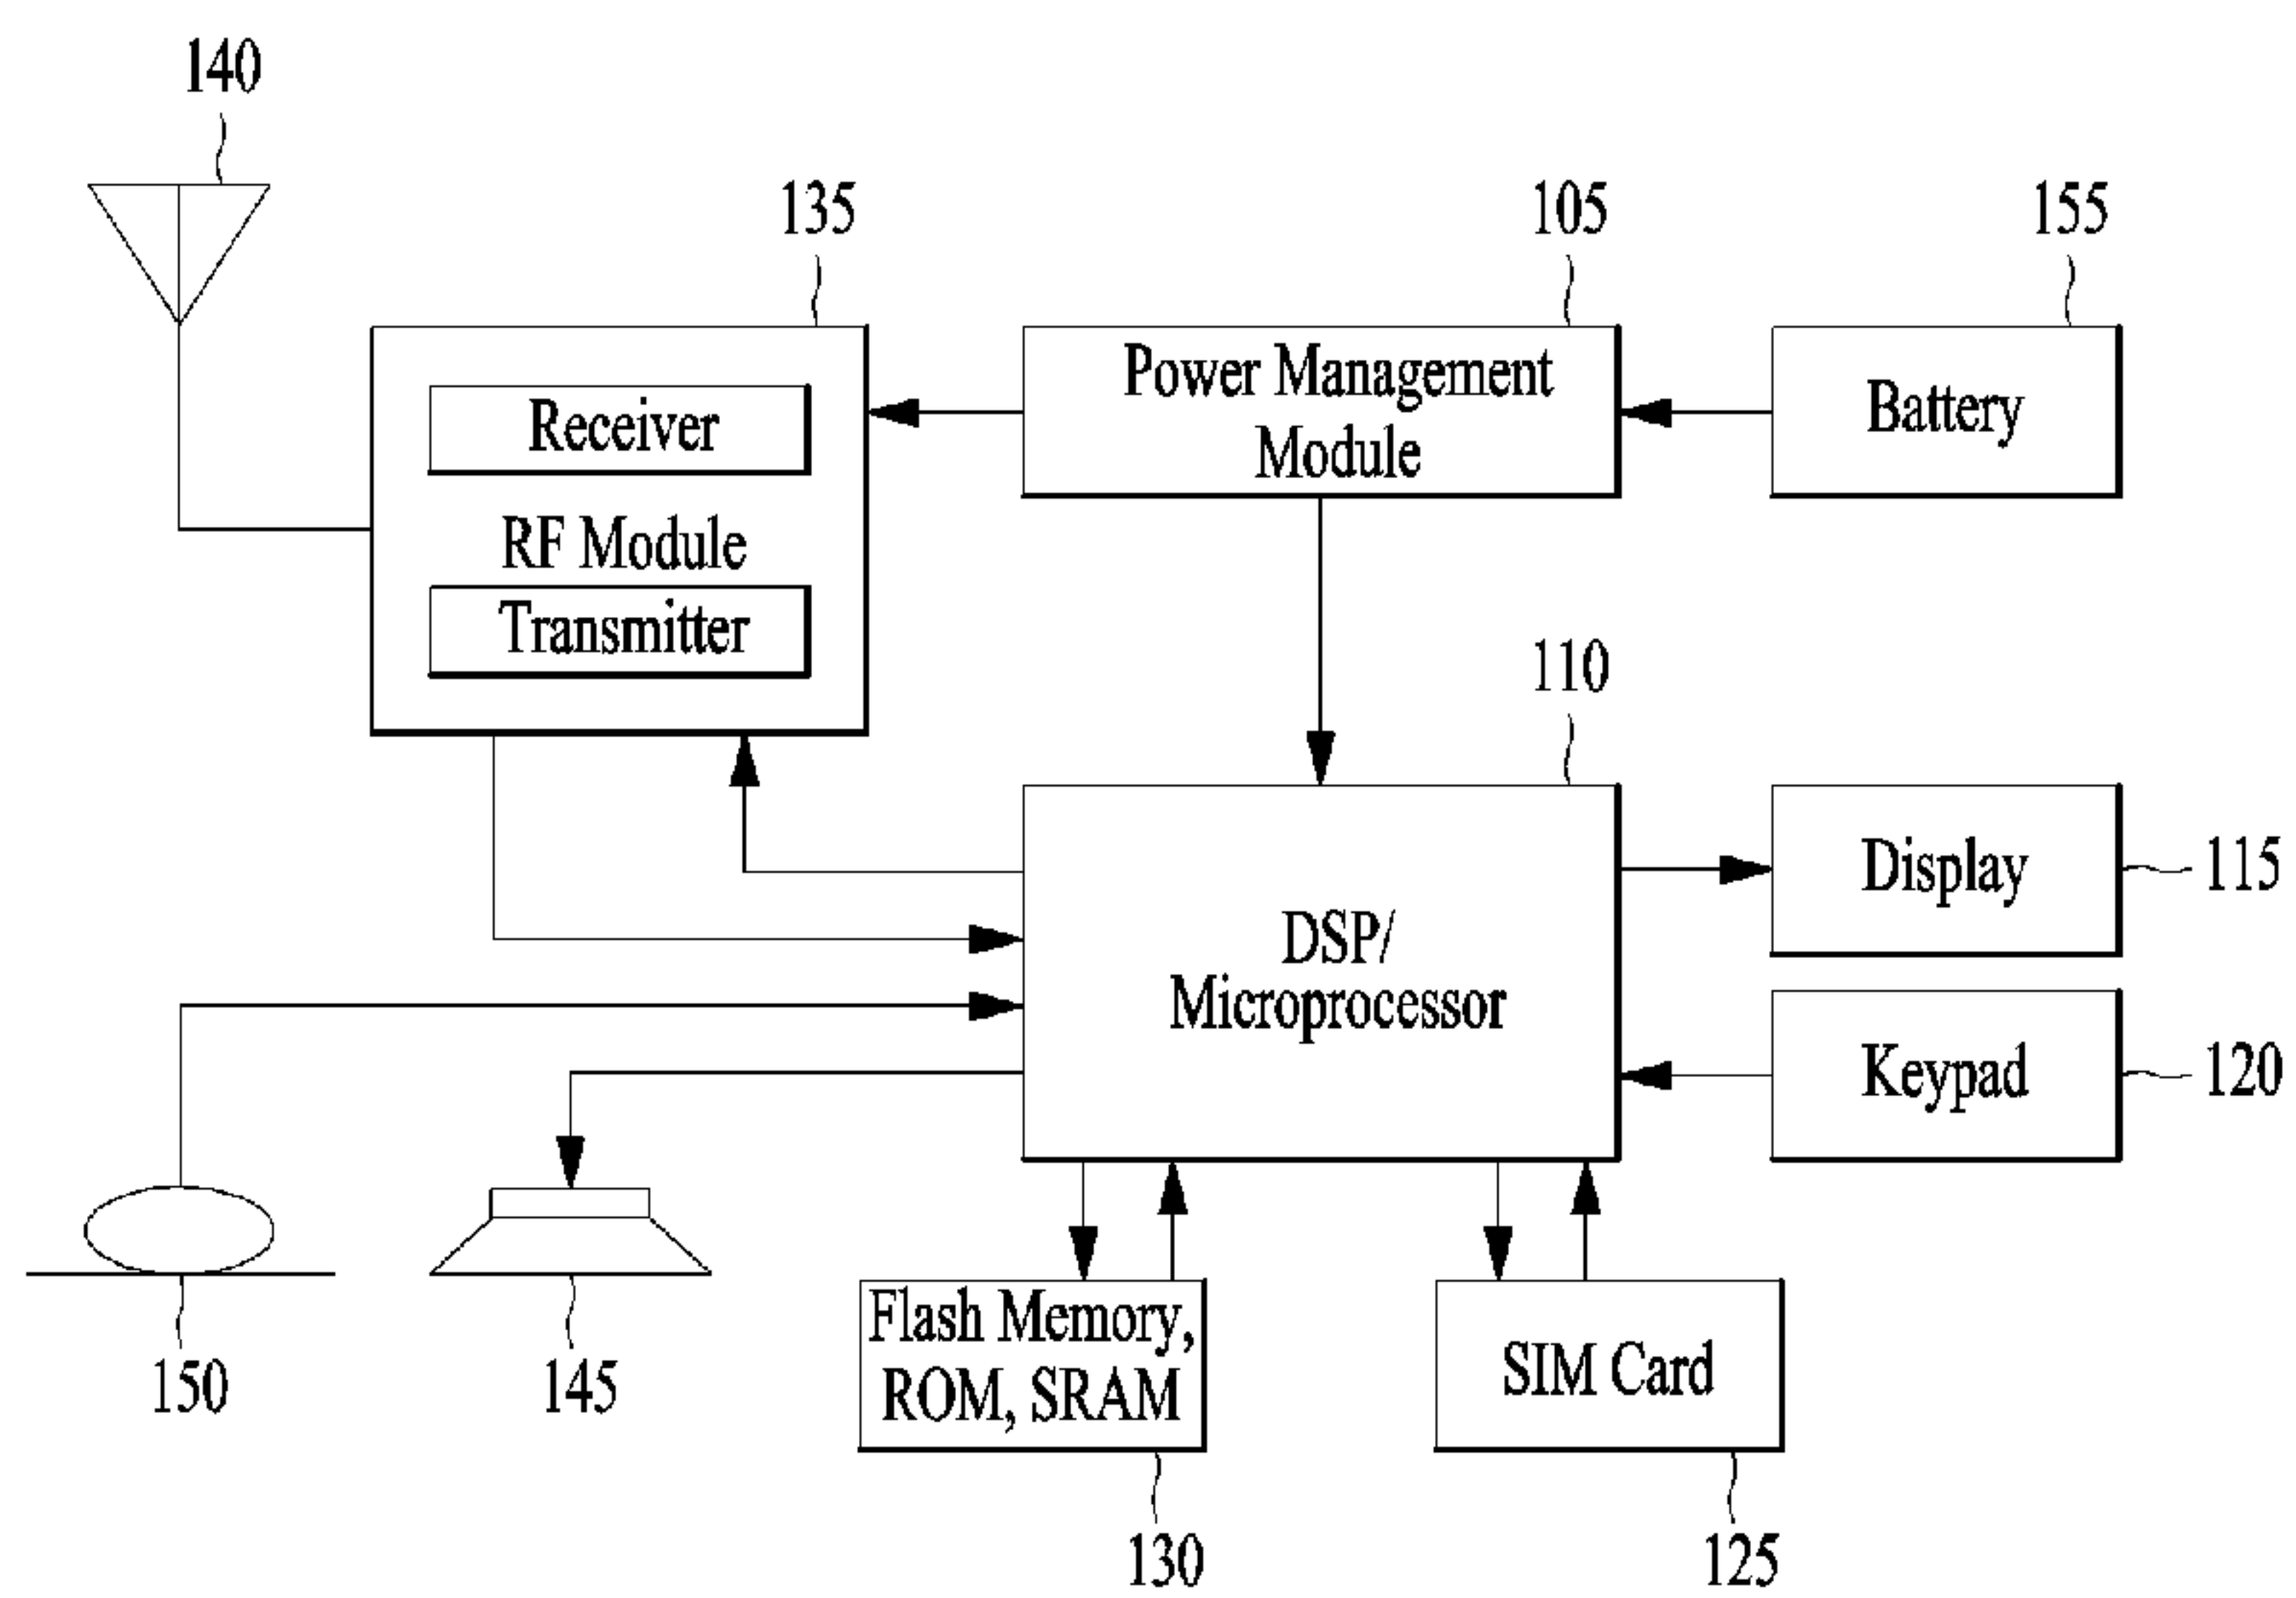 140
135
105
155
Receiver
RF Module
Transmitter
Power Management
Module
Battery
110
DSP/
Microprocessor
Display
115
Keypad
120
150
145
Flash Memory,
ROM, SRAM
SIM Card
130
125